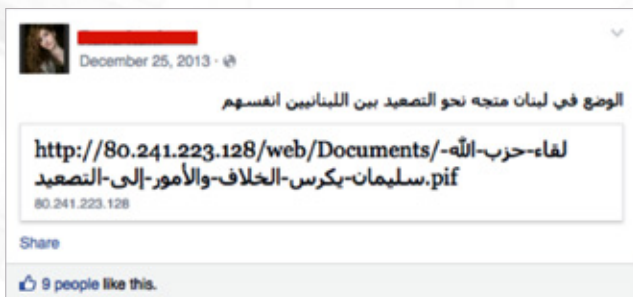 December 25, 2013
الوضع في لبنان متجه نحو التصعيد بين اللبنانيين انفسهم
http://80.241.223.128/web/Documents/لقاء-حزب-الله-
سليمان-يكرس-الخلاف-والأمور-إلى-التصعيد.pif
80.241.223.128
Share
9 people like this.